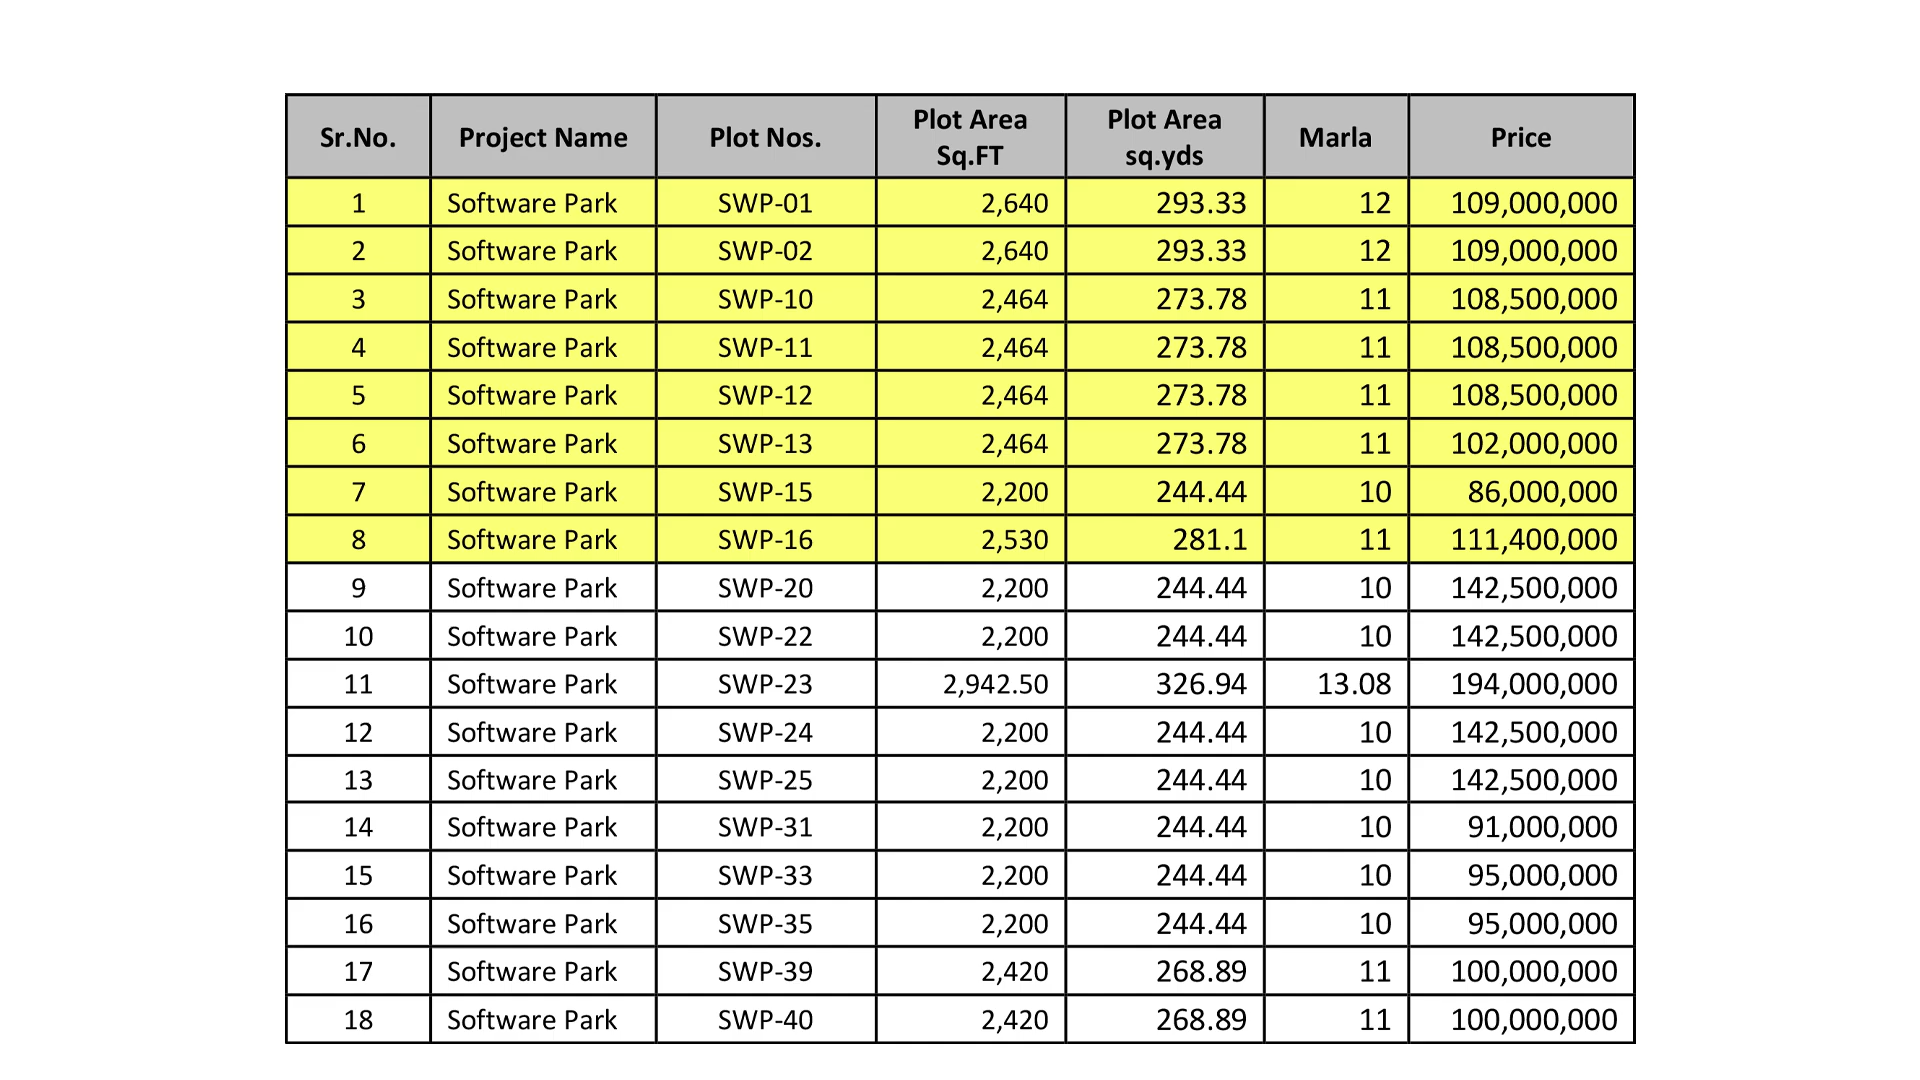 Sr.No. Project Name Plot Nos. Plot Area Sq.FT Plot Area sq.yds Marla Price
1 Software Park SWP-01 2,640 293.33 12 109,000,000
2 Software Park SWP-02 2,640 293.33 12 109,000,000
3 Software Park SWP-10 2,464 273.78 11 108,500,000
4 Software Park SWP-11 2,464 273.78 11 108,500,000
5 Software Park SWP-12 2,464 273.78 11 108,500,000
6 Software Park SWP-13 2,464 273.78 11 102,000,000
7 Software Park SWP-15 2,200 244.44 10 86,000,000
8 Software Park SWP-16 2,530 281.1 11 111,400,000
9 Software Park SWP-20 2,200 244.44 10 142,500,000
10 Software Park SWP-22 2,200 244.44 10 142,500,000
11 Software Park SWP-23 2,942.50 326.94 13.08 194,000,000
12 Software Park SWP-24 2,200 244.44 10 142,500,000
13 Software Park SWP-25 2,200 244.44 10 142,500,000
14 Software Park SWP-31 2,200 244.44 10 91,000,000
15 Software Park SWP-33 2,200 244.44 10 95,000,000
16 Software Park SWP-35 2,200 244.44 10 95,000,000
17 Software Park SWP-39 2,420 268.89 11 100,000,000
18 Software Park SWP-40 2,420 268.89 11 100,000,000